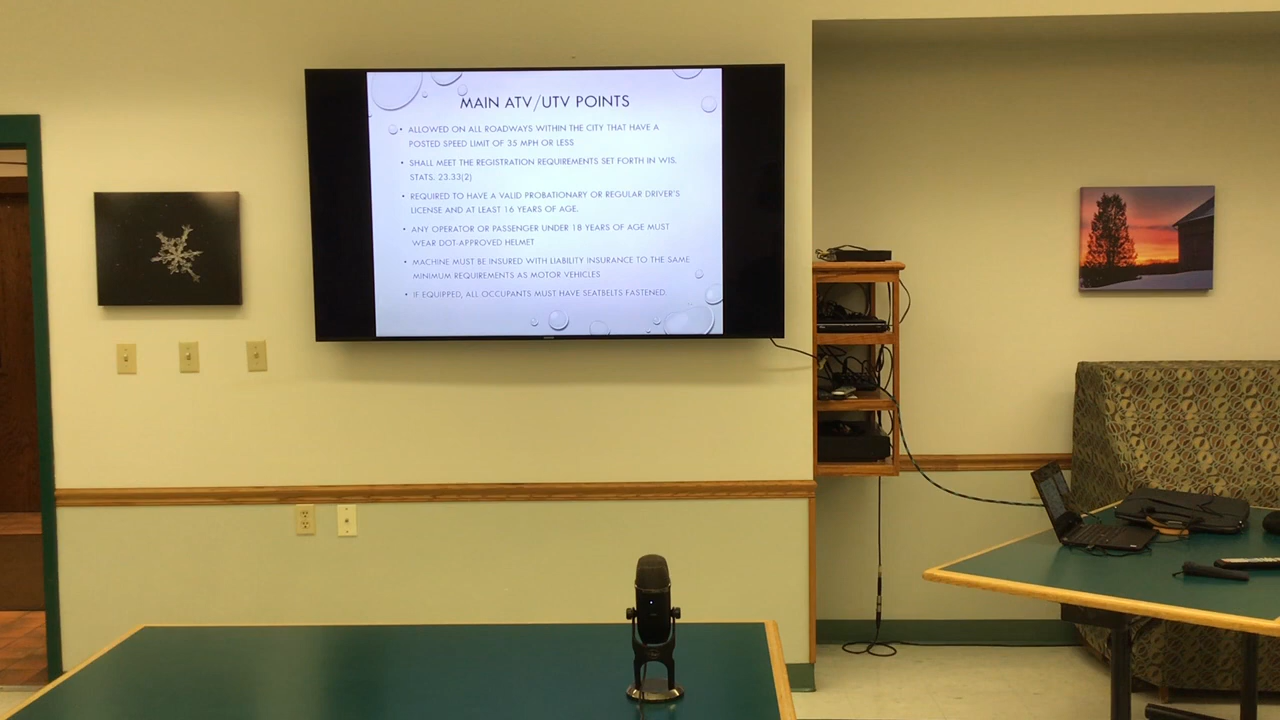 MAIN ATV/UTV POINTS
• ALLOWED ON ALL ROADWAYS WITHIN THE CITY THAT HAVE A
POSTED SPEED LIMIT OF 35 MPH OR LESS
• SHALL MEET THE REGISTRATION REQUIREMENTS SET FORTH IN WIS.
STATS. 23.33(2)
• REQUIRED TO HAVE A VALID PROBATIONARY OR REGULAR DRIVER'S
LICENSE AND AT LEAST 16 YEARS OF AGE.
• ANY OPERATOR OR PASSENGER UNDER 18 YEARS OF AGE MUST
WEAR DOT-APPROVED HELMET
• MACHINE MUST BE INSURED WITH LIABILITY INSURANCE TO THE SAME
MINIMUM REQUIREMENTS AS MOTOR VEHICLES
• IF EQUIPPED, ALL OCCUPANTS MUST HAVE SEATBELTS FASTENED.